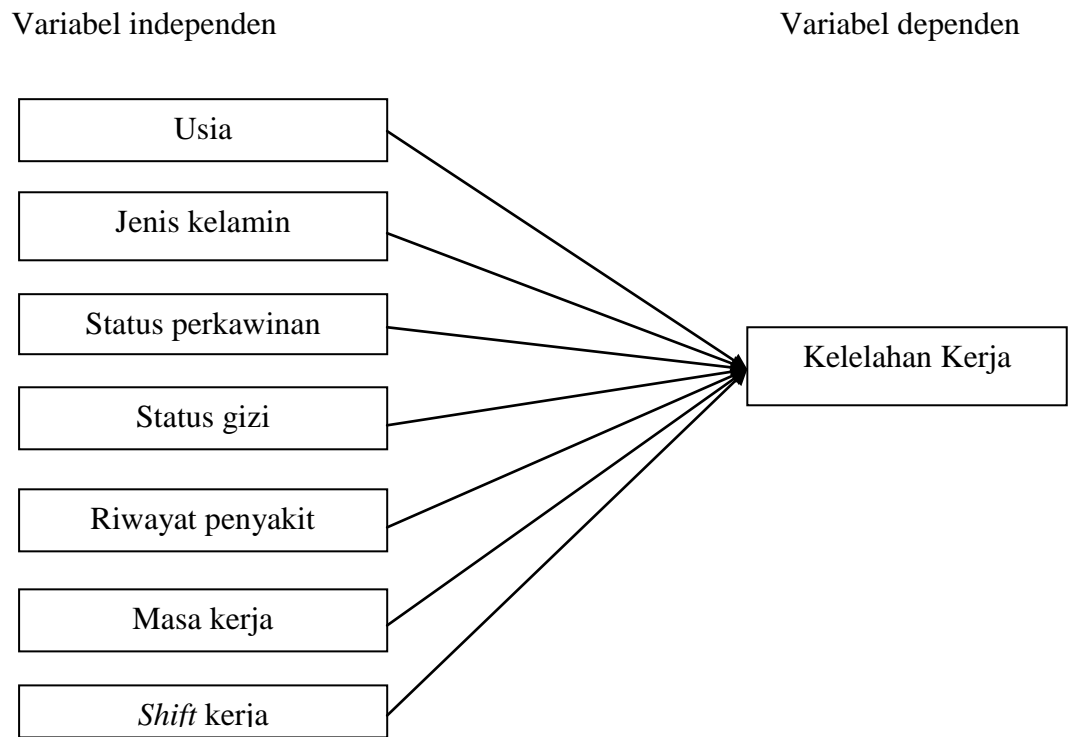 Variabel independen
Variabel dependen
Usia
Jenis kelamin
Status perkawinan
Status gizi
Riwayat penyakit
Masa kerja
Shift kerja
Kelelahan Kerja